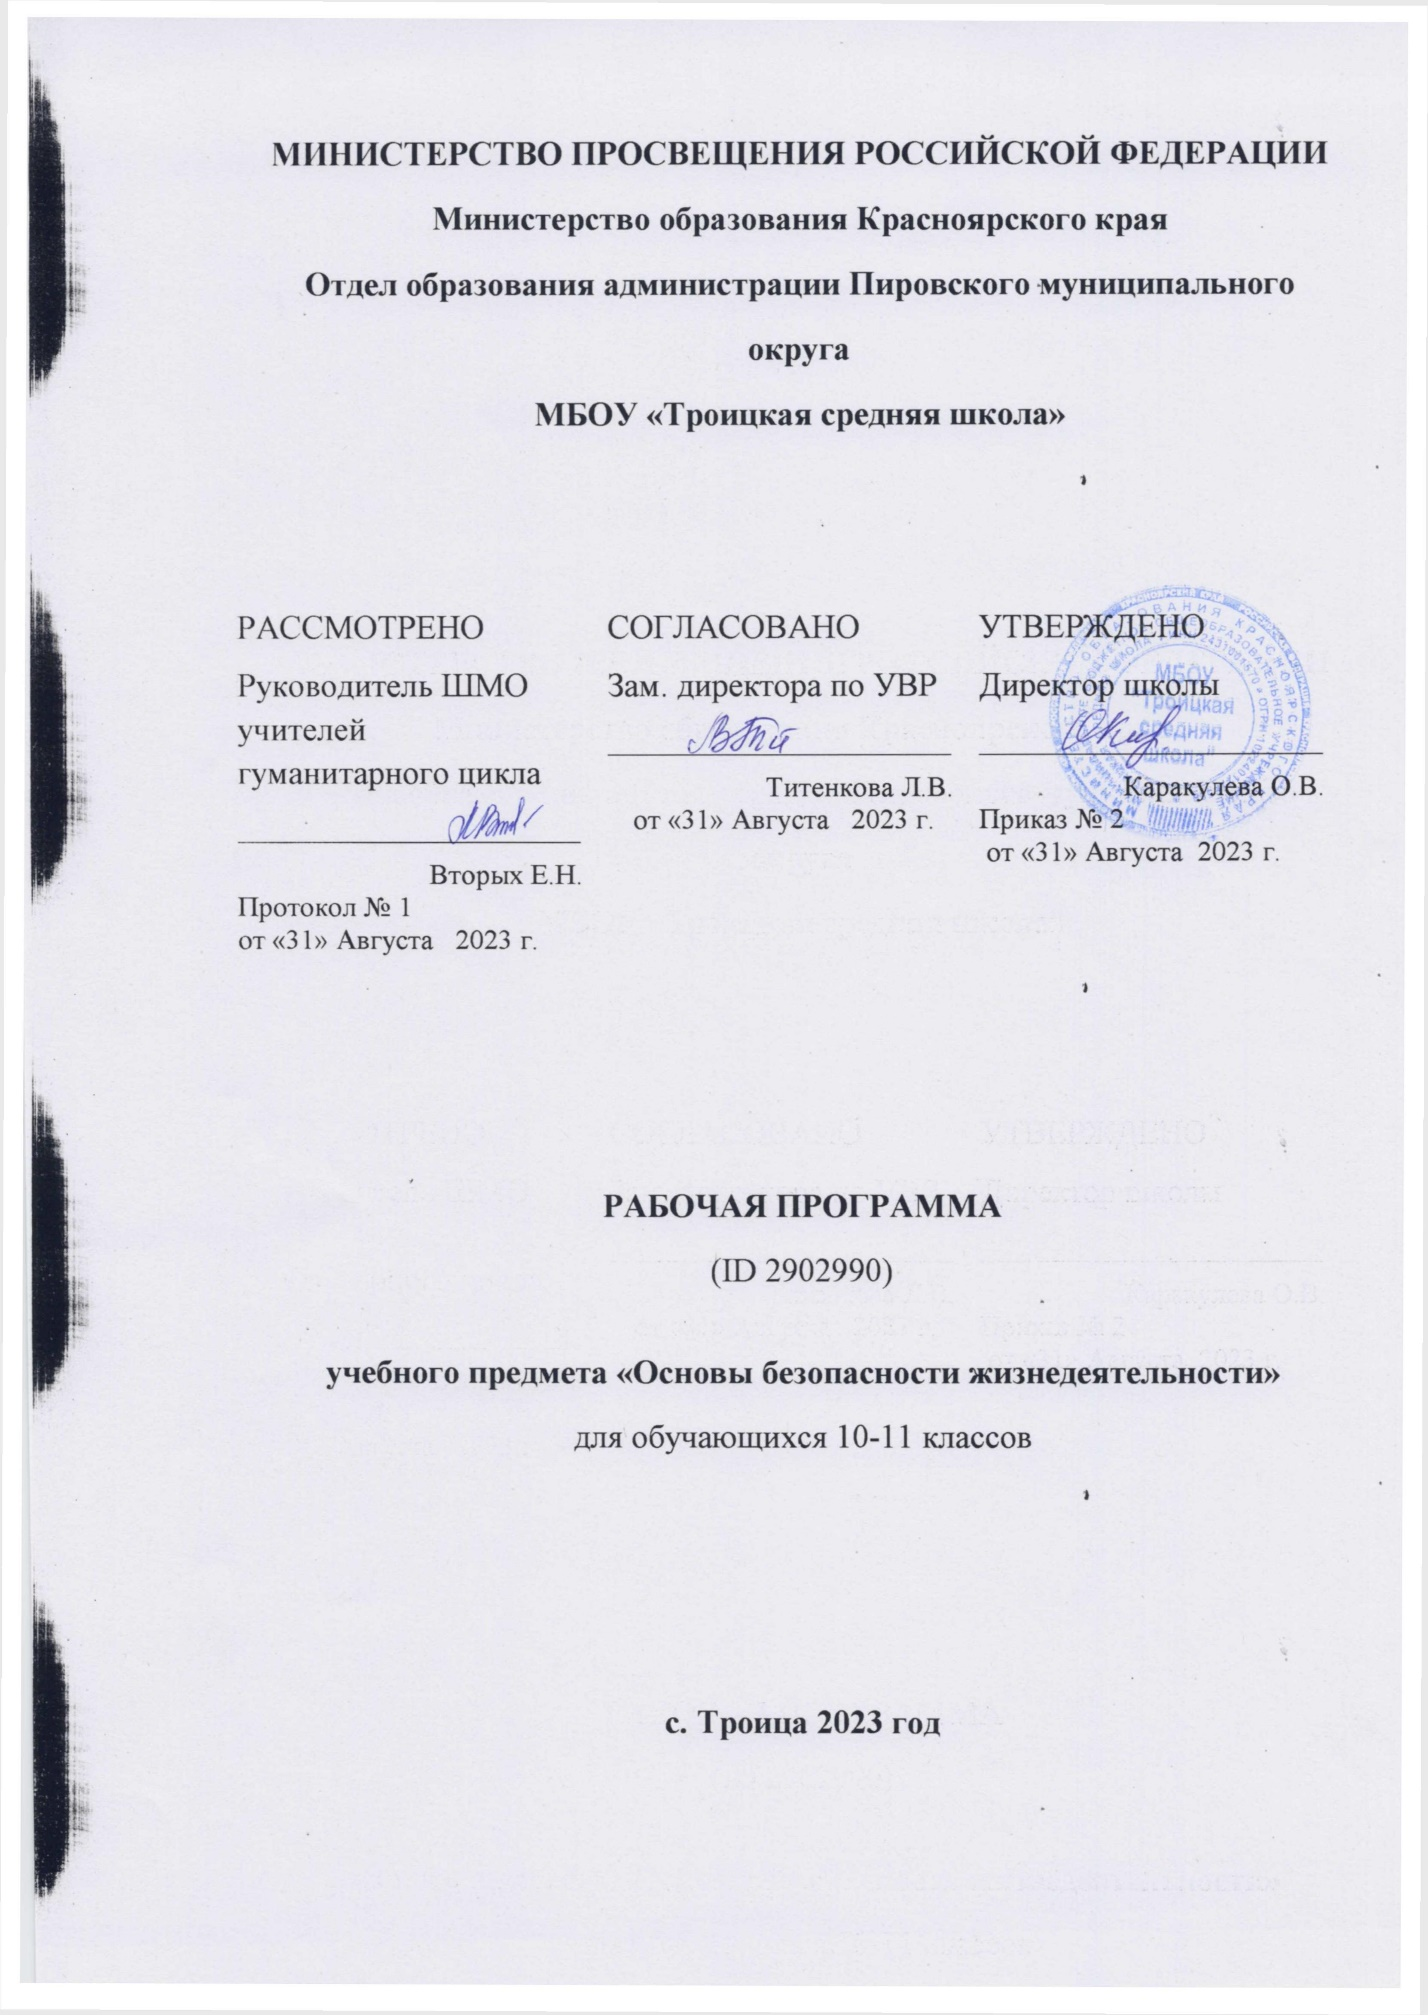 МИНИСТЕРСТВО ПРОСВЕЩЕНИЯ РОССИЙСКОЙ ФЕДЕРАЦИИ
Министерство образования Красноярского края
Отдел образования администрации Пировского муниципального
округа
МБОУ «Троицкая средняя школа»
РАССМОТРЕНО
Руководитель ШМО
учителей
гуманитарного цикла
Вторых Е.Н.
Протокол № 1
от «31» Августа 2023 г.
СОГЛАСОВАНО
Зам. директора по УВР
Титенкова Л.В.
от «31» Августа 2023 г.
УТВЕРЖДЕНО
Директор школы
Каракулева О.В.
Приказ № 2
от «31» Августа 2023 г.
МБОУ
"Троицкая
средняя
школа"
РАБОЧАЯ ПРОГРАММА
(ID 2902990)
учебного предмета «Основы безопасности жизнедеятельности»
для обучающихся 10-11 классов
с. Троица 2023 год